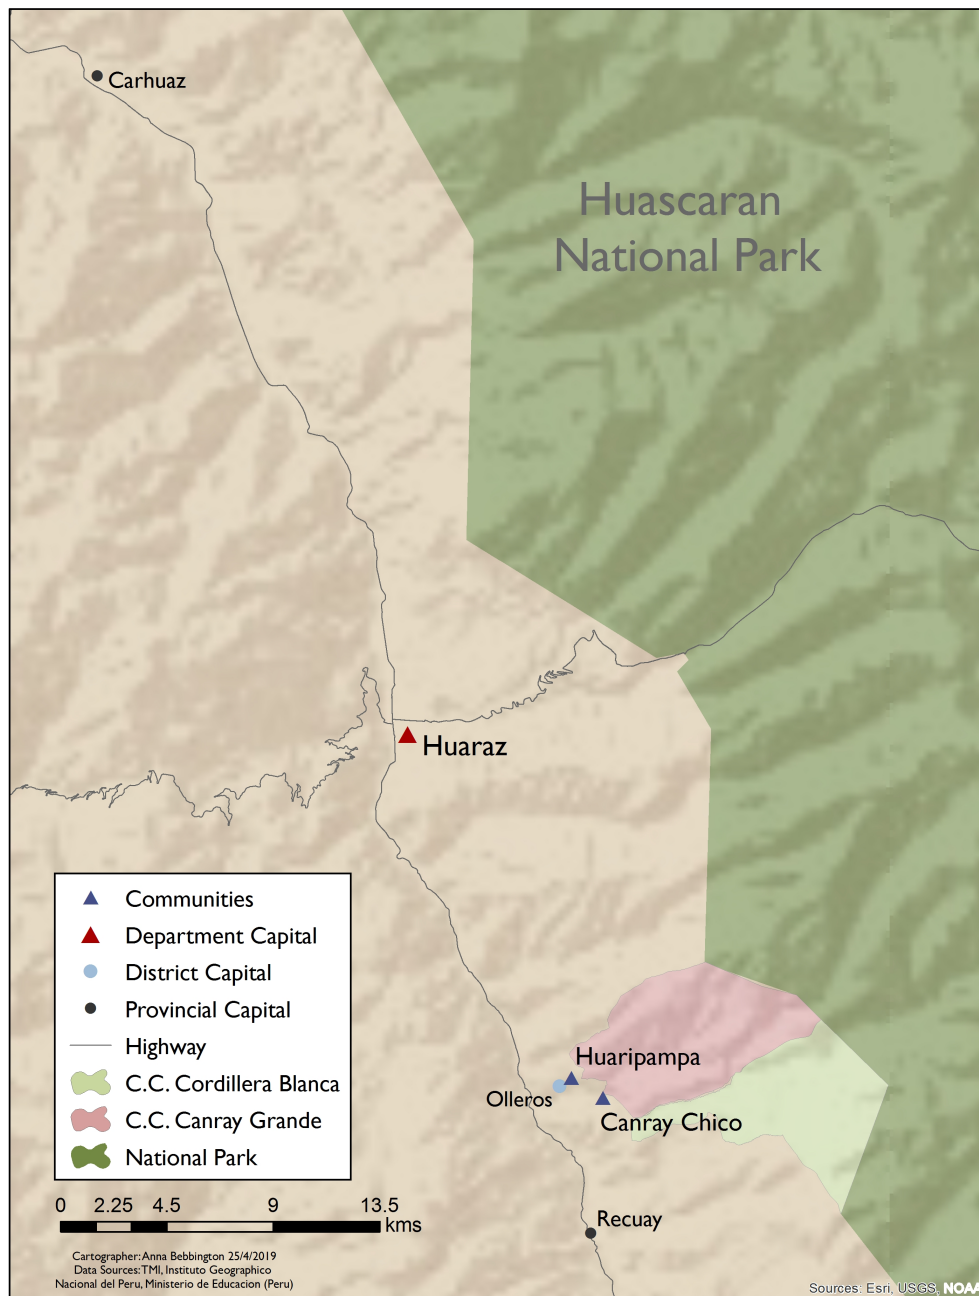 Carhuaz
Huascaran
National Park
Huaraz
Communities
Department Capital
District Capital
Provincial Capital
Highway
C.C. Cordillera Blanca
C.C. Canray Grande
National Park
Huaripampa
Olleros
Canray Chico
Recuay
0 2.25 4.5 9 13.5
kms
Cartographer: Anna Bebbington 25/4/2019
Data Sources: TMI, Instituto Geographico
Nacional del Peru, Ministerio de Educacion (Peru)
Sources: Esri, USGS, NOAA